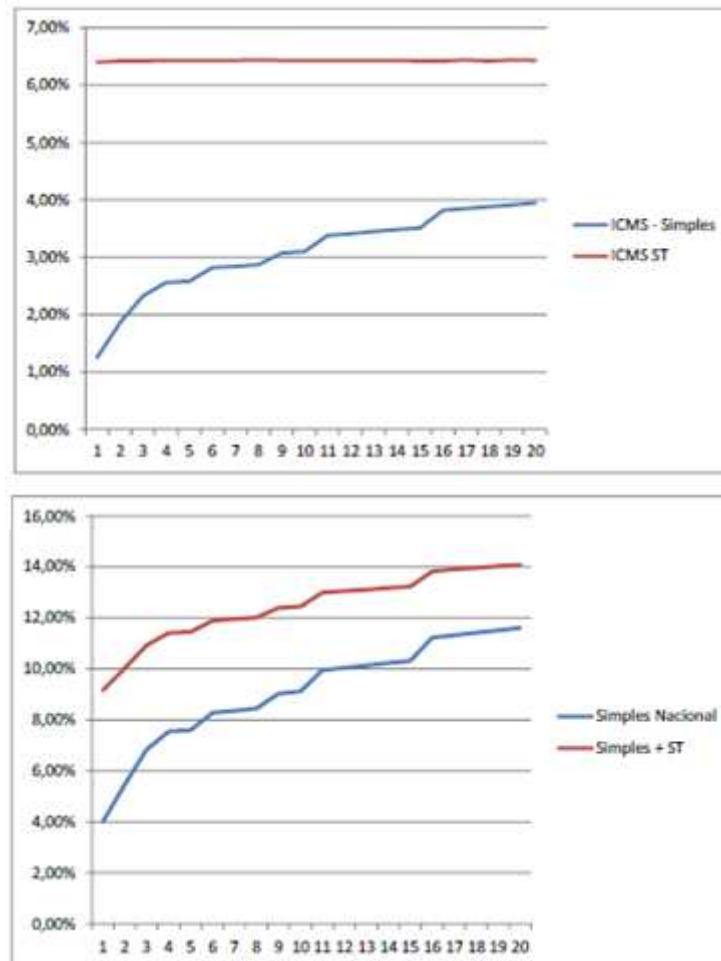 7,00%
6,00%
5,00%
4,00%
3,00%
2,00%
1,00%
0,00%
ICMS - Simples
ICMS ST
1 2 3 4 5 6 7 8 9 10 11 12 13 14 15 16 17 18 19 20
16,00%
14,00%
12,00%
10,00%
8,00%
6,00%
4,00%
2,00%
0,00%
Simples Nacional
Simples + ST
1 2 3 4 5 6 7 8 9 10 11 12 13 14 15 16 17 18 19 20